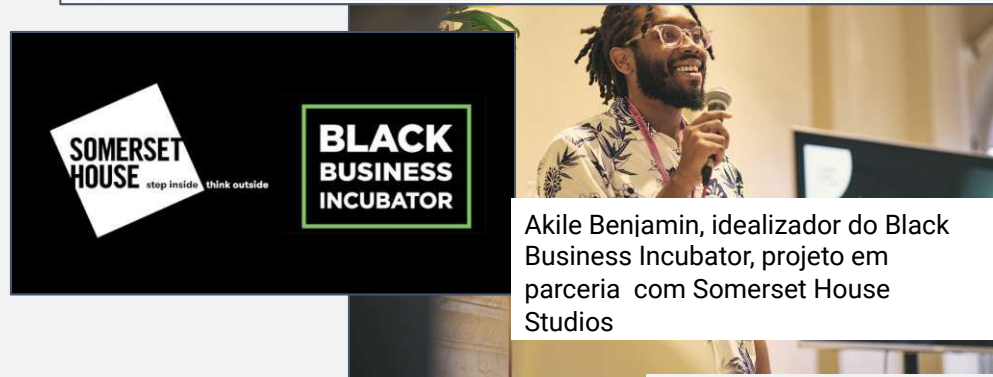 SOMERSET
HOUSE step inside think outside
BLACK
BUSINESS
INCUBATOR
Akile Benjamin, idealizador do Black
Business Incubator, projeto em
parceria com Somerset House
Studios